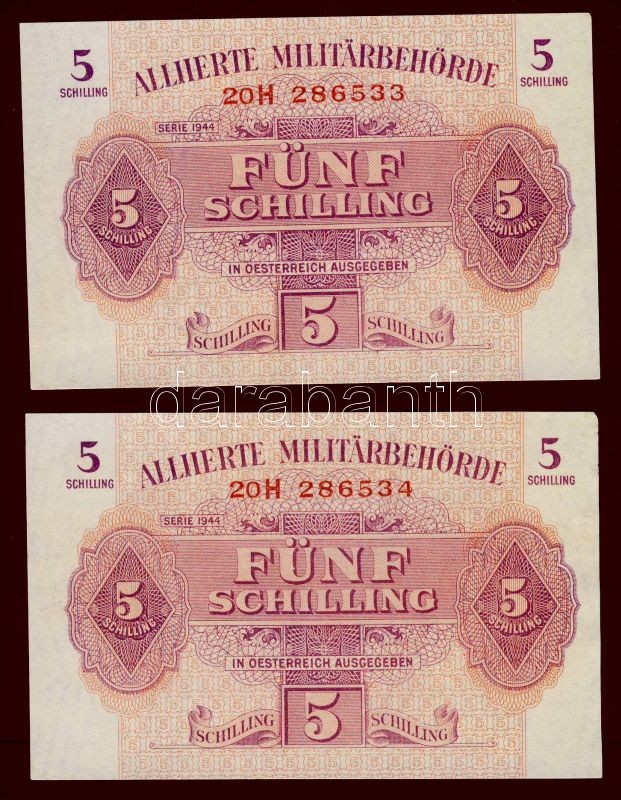 5 ALLIIERTE MILITÄRBEHÖRDE 5
SCHILLING 20H 286533 SCHILLING
SERIE 1944
FÜNF
5 SCHILLING 5
SCHILLING SCHILLING
IN OESTERREICH AUSGEGEBEN
SCHILLING 5 SCHILLING
darabanth
5 ALLIIERTE MILITÄRBEHÖRDE 5
SCHILLING 20H 286534 SCHILLING
SERIE 1944
FÜNF
5 SCHILLING 5
SCHILLING SCHILLING
IN OESTERREICH AUSGEGEBEN
SCHILLING 5 SCHILLING